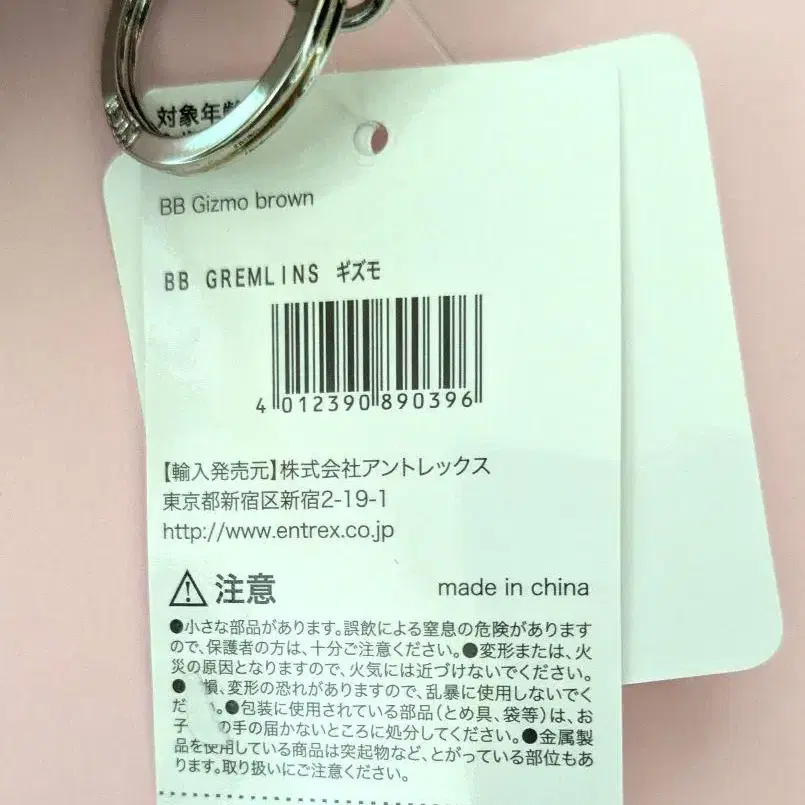 対象年齢
BB Gizmo brown
BB GREMLINS ギズモ
4 012390 890396
【輸入発売元】株式会社アントレックス
東京都新宿区新宿2-19-1
http://www.entrex.co.jp
注意 made in china
●小さな部品があります。誤飲による窒息の危険があります
ので、保護者の方は、十分ご注意ください。●変形または、火
災の原因となりますので、火気には近づけないでください。
●損、変形の恐れがありますので、乱暴に使用しないでく
だ。●包装に使用されている部品(とめ具、袋等)は、お
子の手の届かないところに処分してください。●金属製
品を使用している商品は突起物など、とがっている部位もあ
ります。取り扱いにご注意ください。